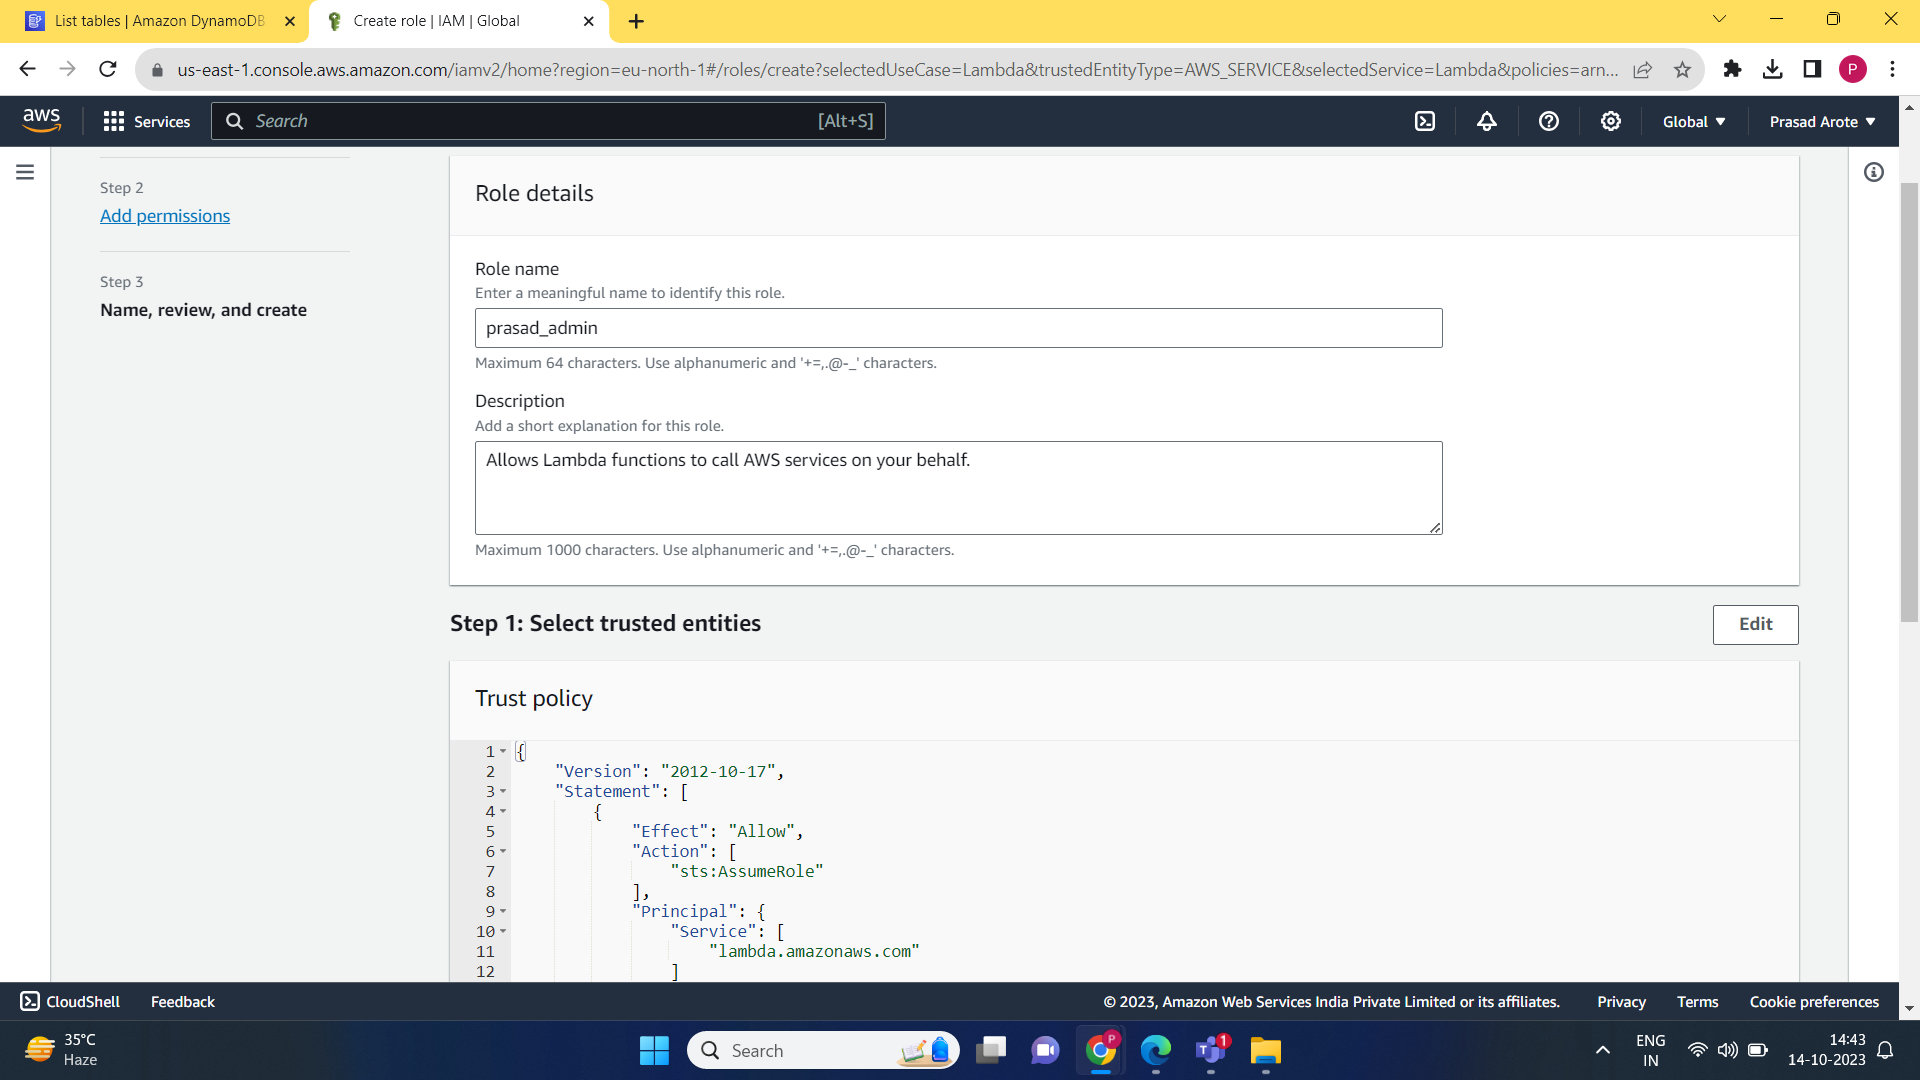 List tables | Amazon DynamoDB
Create role | IAM | Global
us-east-1.console.aws.amazon.com/iamv2/home?region=eu-north-1#/roles/create?selectedUseCase=Lambda&trustedEntityType=AWS_SERVICE&selectedService=Lambda&policies=arn...
P
aws
Services
Search
[Alt+S]
Global
Prasad Arote
Step 2
Add permissions
Step 3
Name, review, and create
Role details
Role name
Enter a meaningful name to identify this role.
prasad_admin
Maximum 64 characters. Use alphanumeric and '+=,.@-_' characters.
Description
Add a short explanation for this role.
Allows Lambda functions to call AWS services on your behalf.
Maximum 1000 characters. Use alphanumeric and '+=,.@-_' characters.
Step 1: Select trusted entities
Edit
Trust policy
1 {
2 "Version": "2012-10-17",
3 "Statement": [
4 {
5 "Effect": "Allow",
6 "Action": [
7 "sts:AssumeRole"
8 ],
9 "Principal": {
10 "Service": [
11 "lambda.amazonaws.com"
12 ]
CloudShell
Feedback
© 2023, Amazon Web Services India Private Limited or its affiliates.
Privacy
Terms
Cookie preferences
35°C
Haze
Search
P
1
ENG
IN
14:43
14-10-2023